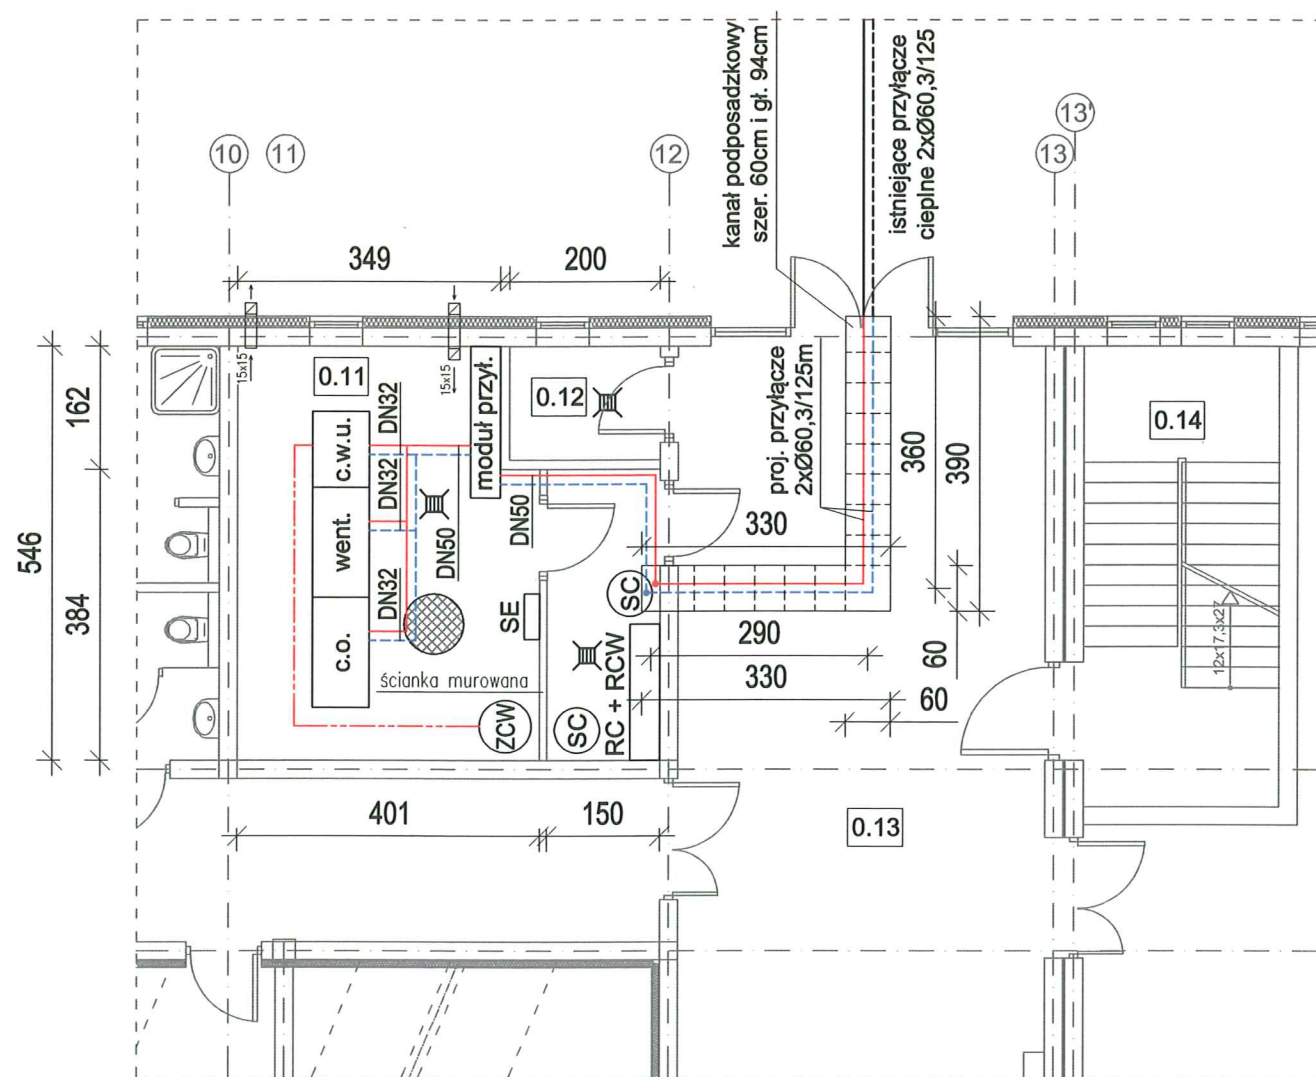 kanał podposadzkowy
szer. 60cm i gł. 94cm
istniejące przyłącze
cieplne 2xØ60,3/125
10
11
12
13
13'
349
200
15x15
15x15
0.11
0.12
0.14
moduł przył.
proj. przyłącze
2xØ60,3/125m
c.w.u.
went.
c.o.
DN32
DN32
DN32
DN50
DN50
162
546
384
360
390
330
SC
SE
290
330
60
60
12x17,3x27
ścianka murowana
ZCW
SC
RC + RCW
401
150
0.13